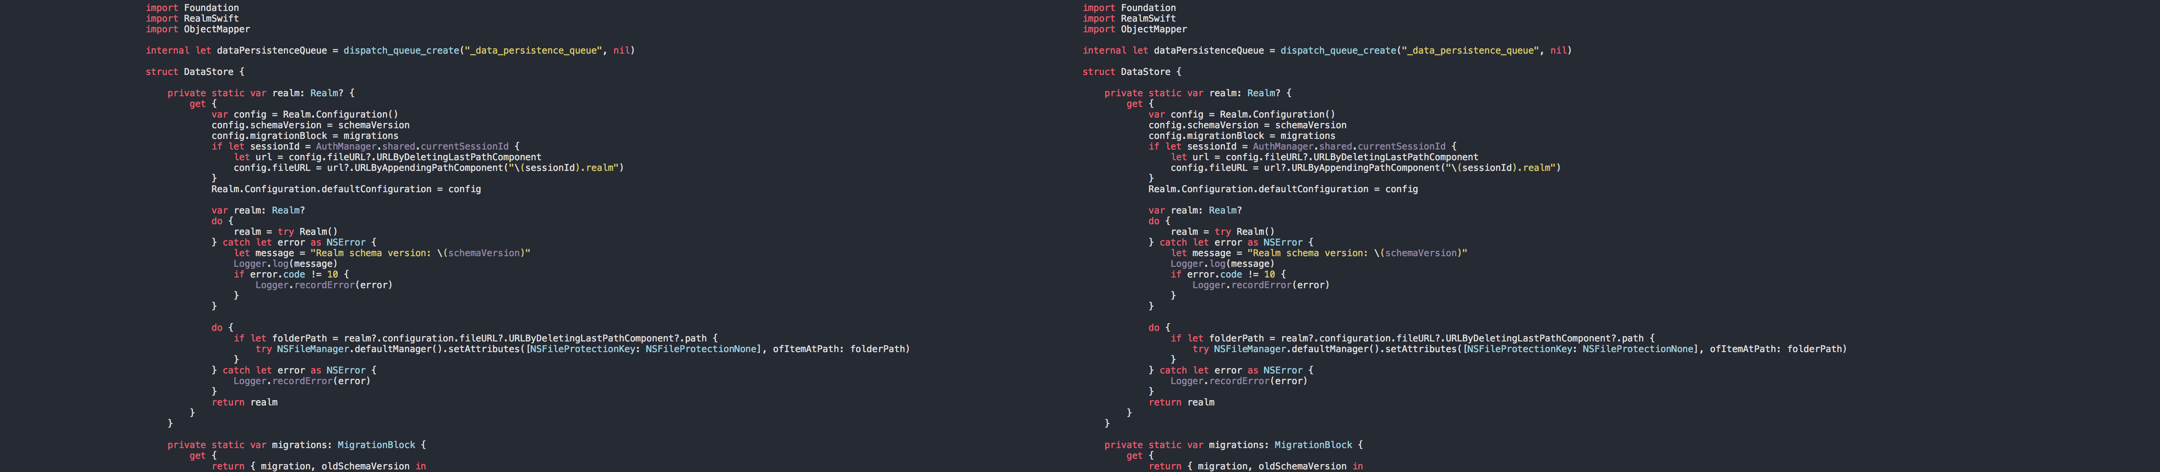 import Foundation
import RealmSwift
import ObjectMapper
internal let dataPersistenceQueue = dispatch_queue_create("_data_persistence_queue", nil)
struct DataStore {
private static var realm: Realm? {
get {
var config = Realm.Configuration()
config.schemaVersion = schemaVersion
config.migrationBlock = migrations
if let sessionId = AuthManager.shared.currentSessionId {
let url = config.fileURL?.URLByDeletingLastPathComponent
config.fileURL = url?.URLByAppendingPathComponent("\(sessionId).realm")
}
Realm.Configuration.defaultConfiguration = config
var realm: Realm?
do {
realm = try Realm()
} catch let error as NSError {
let message = "Realm schema version: \(schemaVersion)"
Logger.log(message)
if error.code != 10 {
Logger.recordError(error)
}
}
do {
if let folderPath = realm?.configuration.fileURL?.URLByDeletingLastPathComponent?.path {
try NSFileManager.defaultManager().setAttributes([NSFileProtectionKey: NSFileProtectionNone], ofItemAtPath: folderPath)
}
} catch let error as NSError {
Logger.recordError(error)
}
return realm
}
}
private static var migrations: MigrationBlock {
get {
return { migration, oldSchemaVersion in
import Foundation
import RealmSwift
import ObjectMapper
internal let dataPersistenceQueue = dispatch_queue_create("_data_persistence_queue", nil)
struct DataStore {
private static var realm: Realm? {
get {
var config = Realm.Configuration()
config.schemaVersion = schemaVersion
config.migrationBlock = migrations
if let sessionId = AuthManager.shared.currentSessionId {
let url = config.fileURL?.URLByDeletingLastPathComponent
config.fileURL = url?.URLByAppendingPathComponent("\(sessionId).realm")
}
Realm.Configuration.defaultConfiguration = config
var realm: Realm?
do {
realm = try Realm()
} catch let error as NSError {
let message = "Realm schema version: \(schemaVersion)"
Logger.log(message)
if error.code != 10 {
Logger.recordError(error)
}
}
do {
if let folderPath = realm?.configuration.fileURL?.URLByDeletingLastPathComponent?.path {
try NSFileManager.defaultManager().setAttributes([NSFileProtectionKey: NSFileProtectionNone], ofItemAtPath: folderPath)
}
} catch let error as NSError {
Logger.recordError(error)
}
return realm
}
}
private static var migrations: MigrationBlock {
get {
return { migration, oldSchemaVersion in